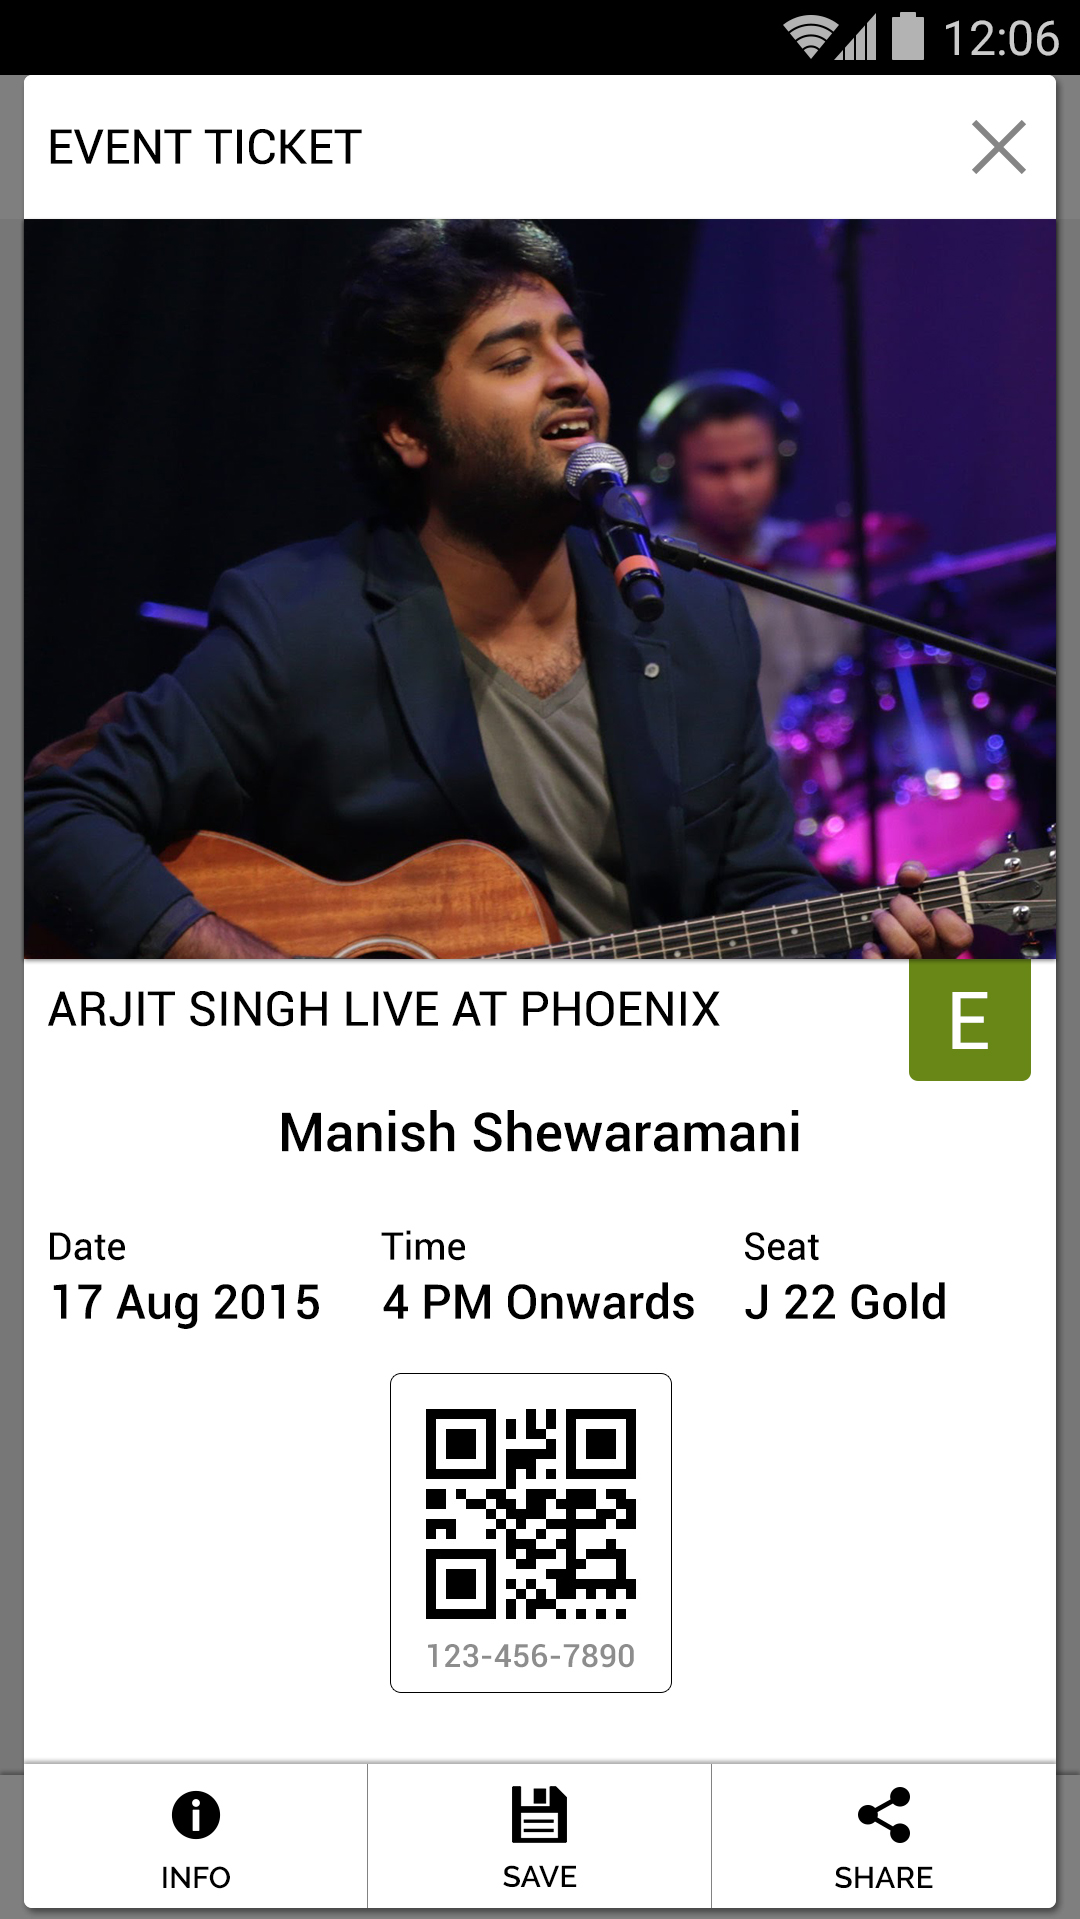 12:06
EVENT TICKET
ARJIT SINGH LIVE AT PHOENIX
E
Manish Shewaramani
Date Time Seat
17 Aug 2015 4 PM Onwards J 22 Gold
123-456-7890
INFO SAVE SHARE